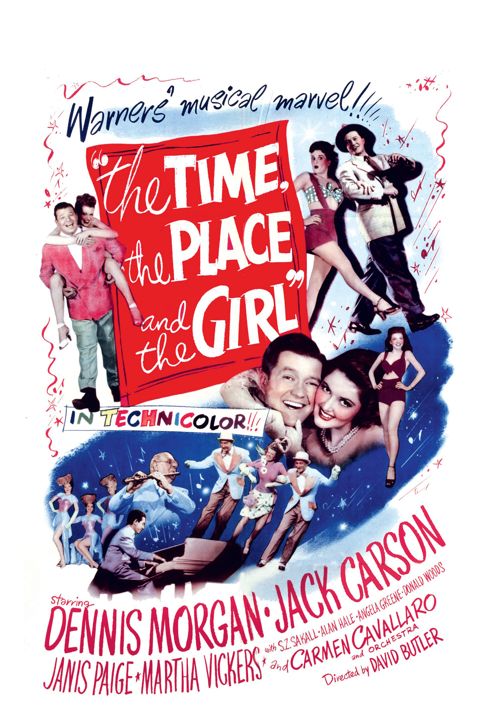 Warners' musical marvel!!!!
"the TIME,
the PLACE
and
the GIRL"
IN TECHNICOLOR!!!
starring
DENNIS MORGAN · JACK CARSON
JANIS PAIGE * MARTHA VICKERS *
with S.Z. SAKALL · ALAN HALE · ANGELA GREENE · DONALD WOODS
and CARMEN CAVALLARO
and ORCHESTRA
Directed by DAVID BUTLER